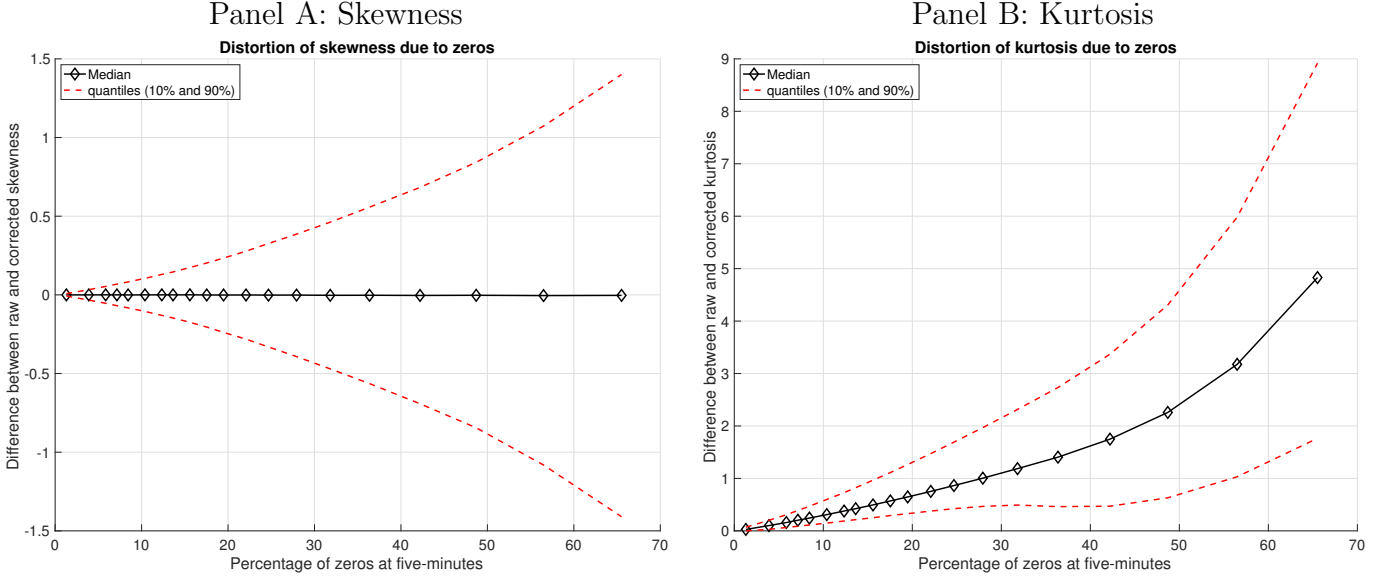 Panel A: Skewness
Distortion of skewness due to zeros
Median
quantiles (10% and 90%)
Difference between raw and corrected skewness
1.5
1
0.5
0
-0.5
-1
-1.5
0 10 20 30 40 50 60 70
Percentage of zeros at five-minutes
Panel B: Kurtosis
Distortion of kurtosis due to zeros
Median
quantiles (10% and 90%)
Difference between raw and corrected kurtosis
9
8
7
6
5
4
3
2
1
0
0 10 20 30 40 50 60 70
Percentage of zeros at five-minutes